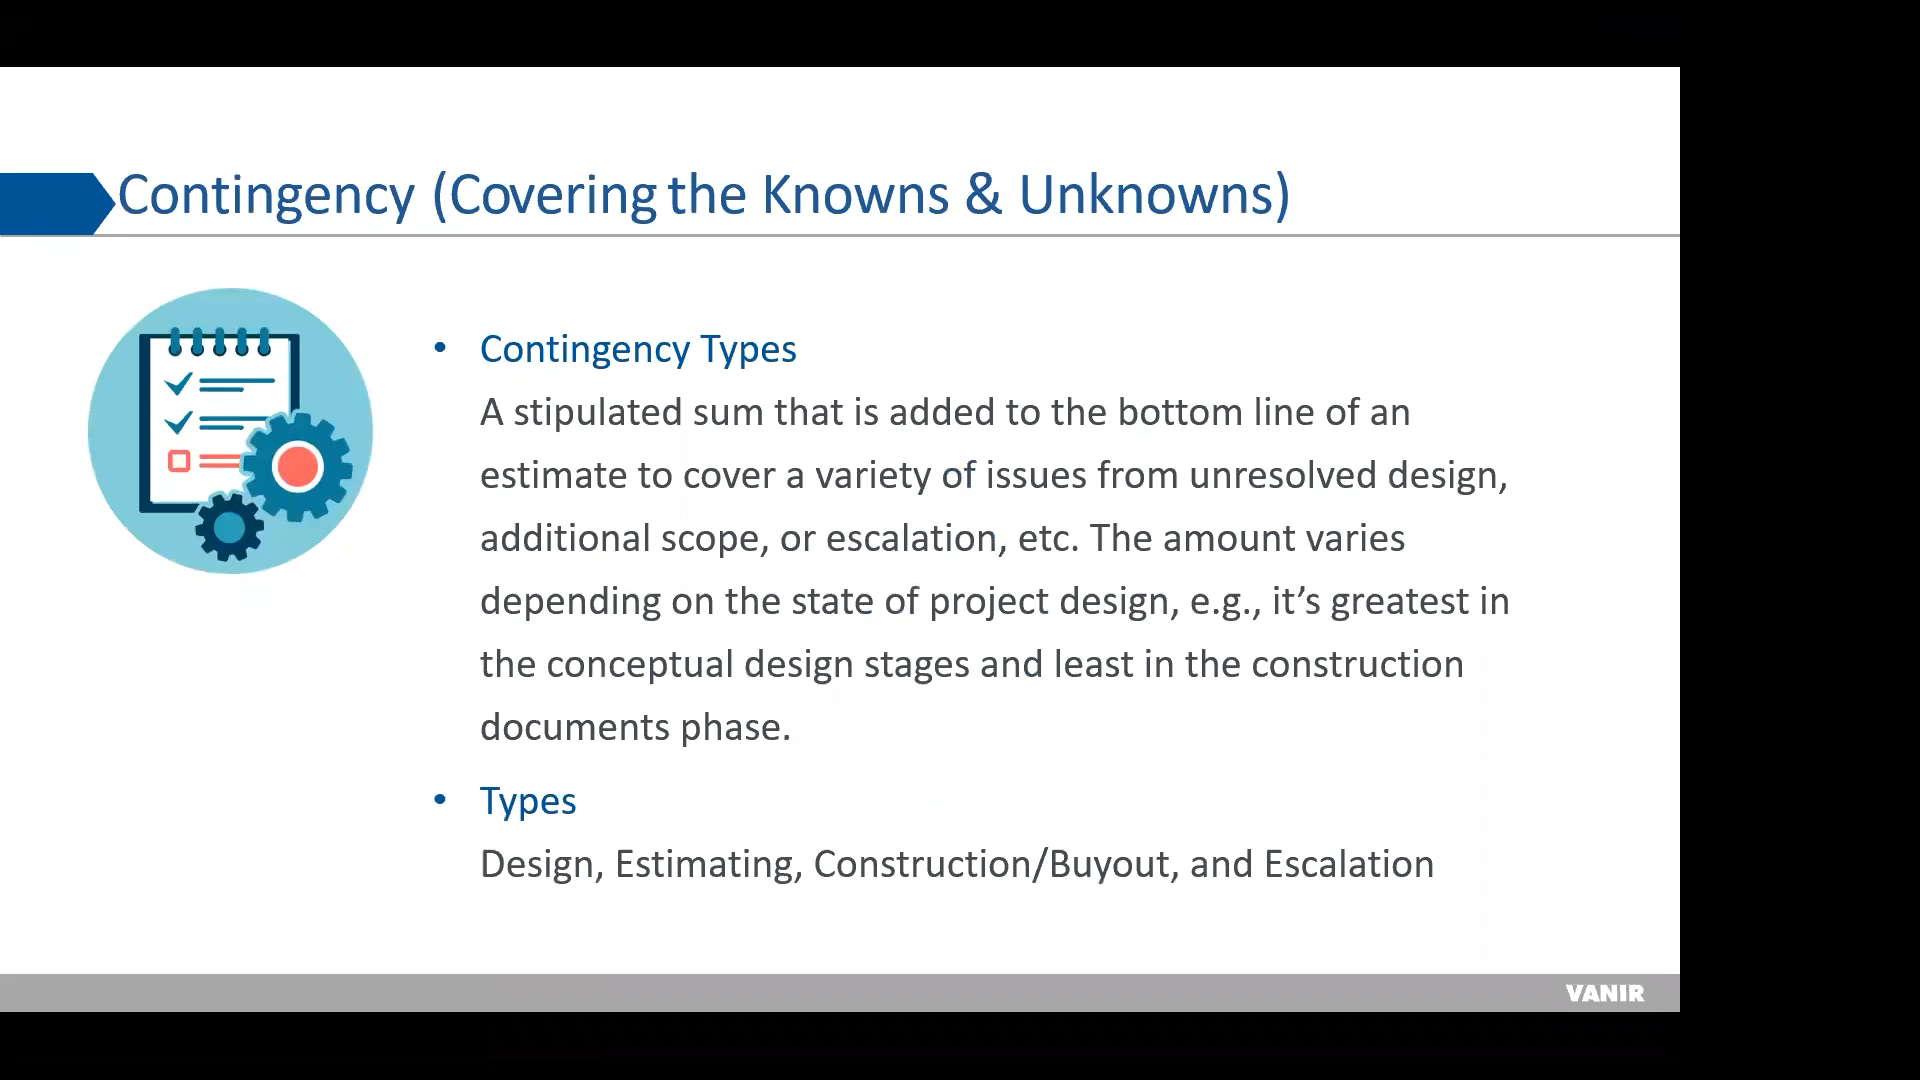 Contingency (Covering the Knowns & Unknowns)
• Contingency Types
A stipulated sum that is added to the bottom line of an
estimate to cover a variety of issues from unresolved design,
additional scope, or escalation, etc. The amount varies
depending on the state of project design, e.g., it’s greatest in
the conceptual design stages and least in the construction
documents phase.
• Types
Design, Estimating, Construction/Buyout, and Escalation
VANIR